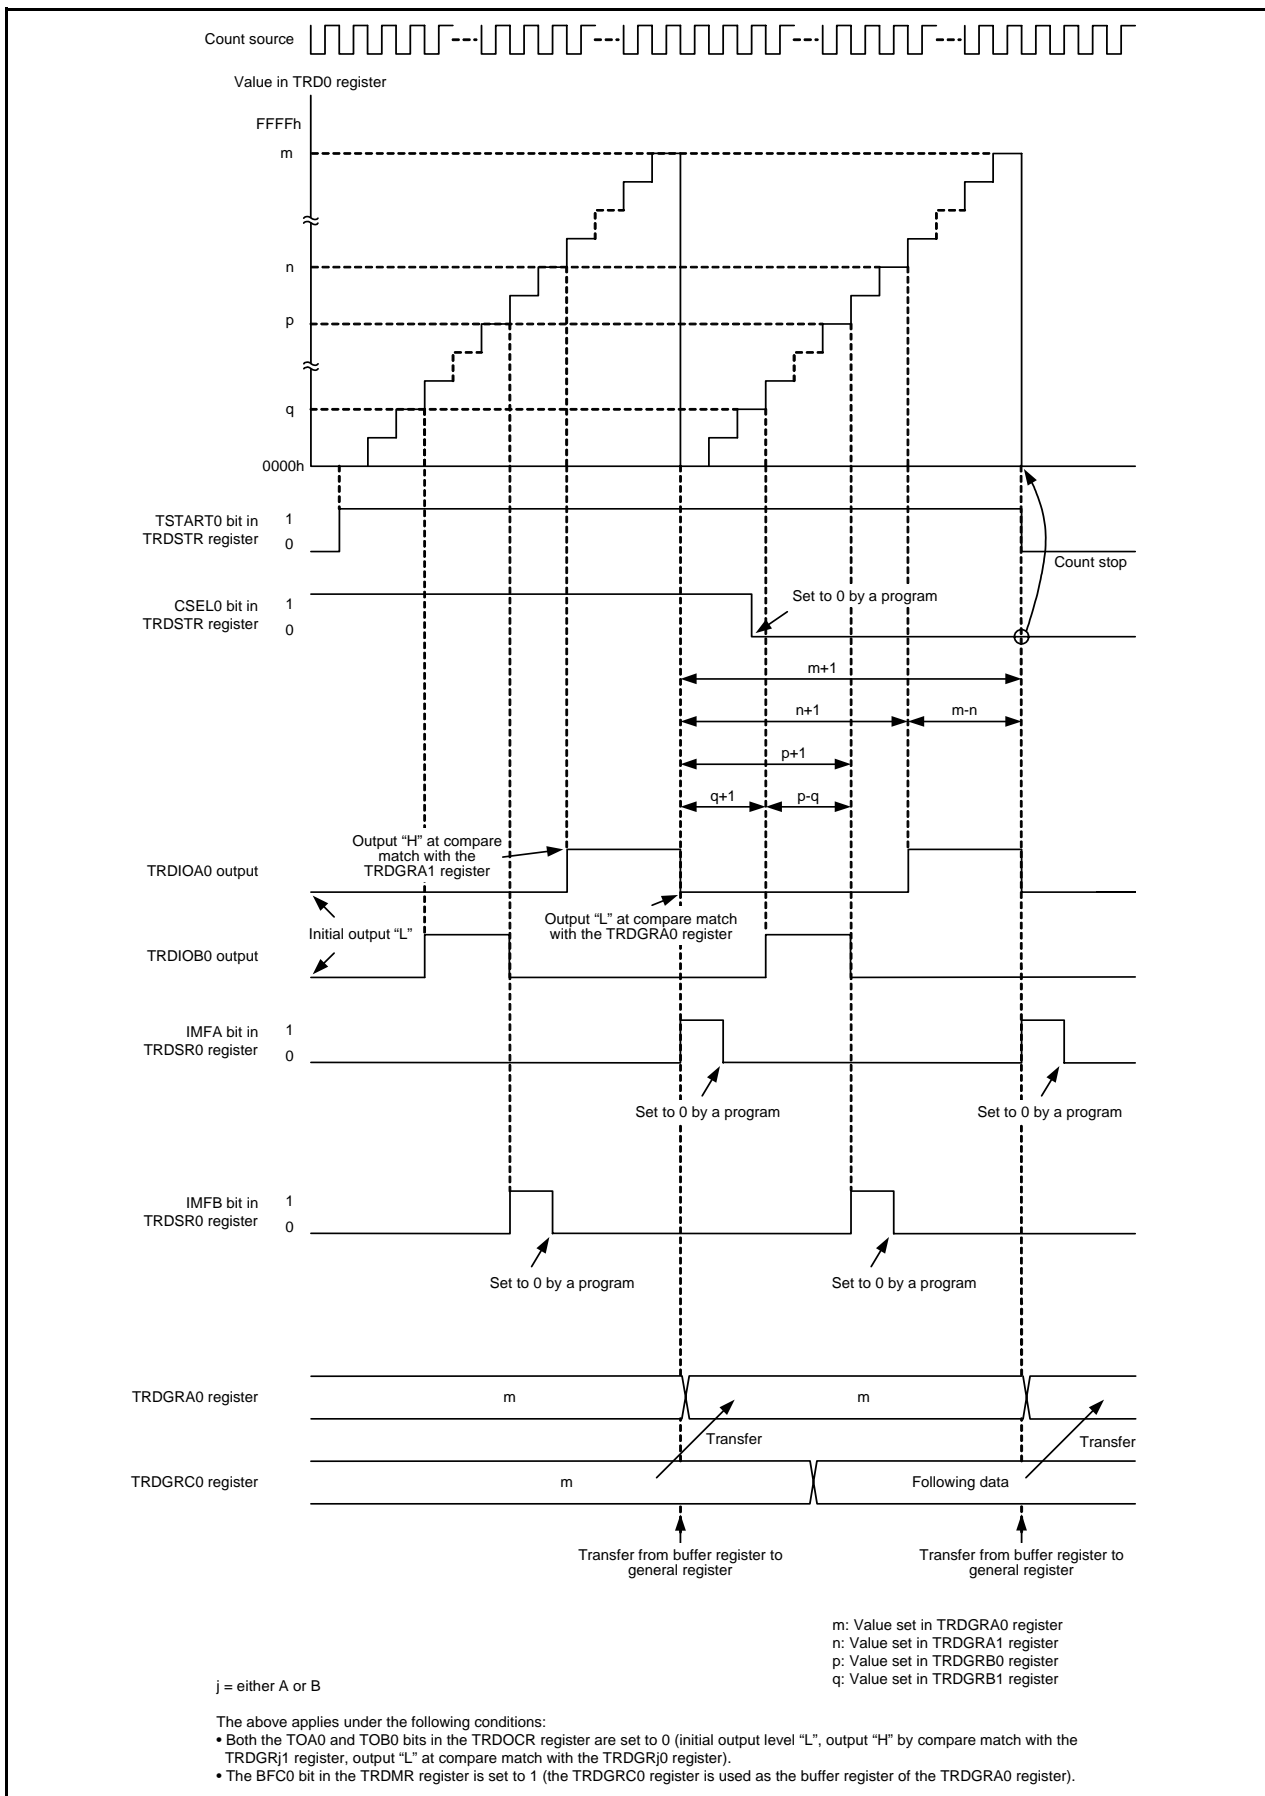 Count source
Value in TRD0 register
FFFFh
m
n
p
q
0000h
TSTART0 bit in
TRDSTR register
1
0
Count stop
CSEL0 bit in
TRDSTR register
1
0
Set to 0 by a program
m+1
n+1
m-n
p+1
q+1
p-q
Output “H” at compare
match with the
TRDGRA1 register
TRDIOA0 output
Output “L” at compare match
with the TRDGRA0 register
Initial output “L”
TRDIOB0 output
IMFA bit in
TRDSR0 register
1
0
Set to 0 by a program
Set to 0 by a program
IMFB bit in
TRDSR0 register
1
0
Set to 0 by a program
Set to 0 by a program
TRDGRA0 register
m
m
Transfer
Transfer
TRDGRC0 register
m
Following data
Transfer from buffer register to
general register
Transfer from buffer register to
general register
m: Value set in TRDGRA0 register
n: Value set in TRDGRA1 register
p: Value set in TRDGRB0 register
q: Value set in TRDGRB1 register
j = either A or B
The above applies under the following conditions:
• Both the TOA0 and TOB0 bits in the TRDOCR register are set to 0 (initial output level “L”, output “H” by compare match with the
TRDGRj1 register, output “L” at compare match with the TRDGRj0 register).
• The BFC0 bit in the TRDMR register is set to 1 (the TRDGRC0 register is used as the buffer register of the TRDGRA0 register).